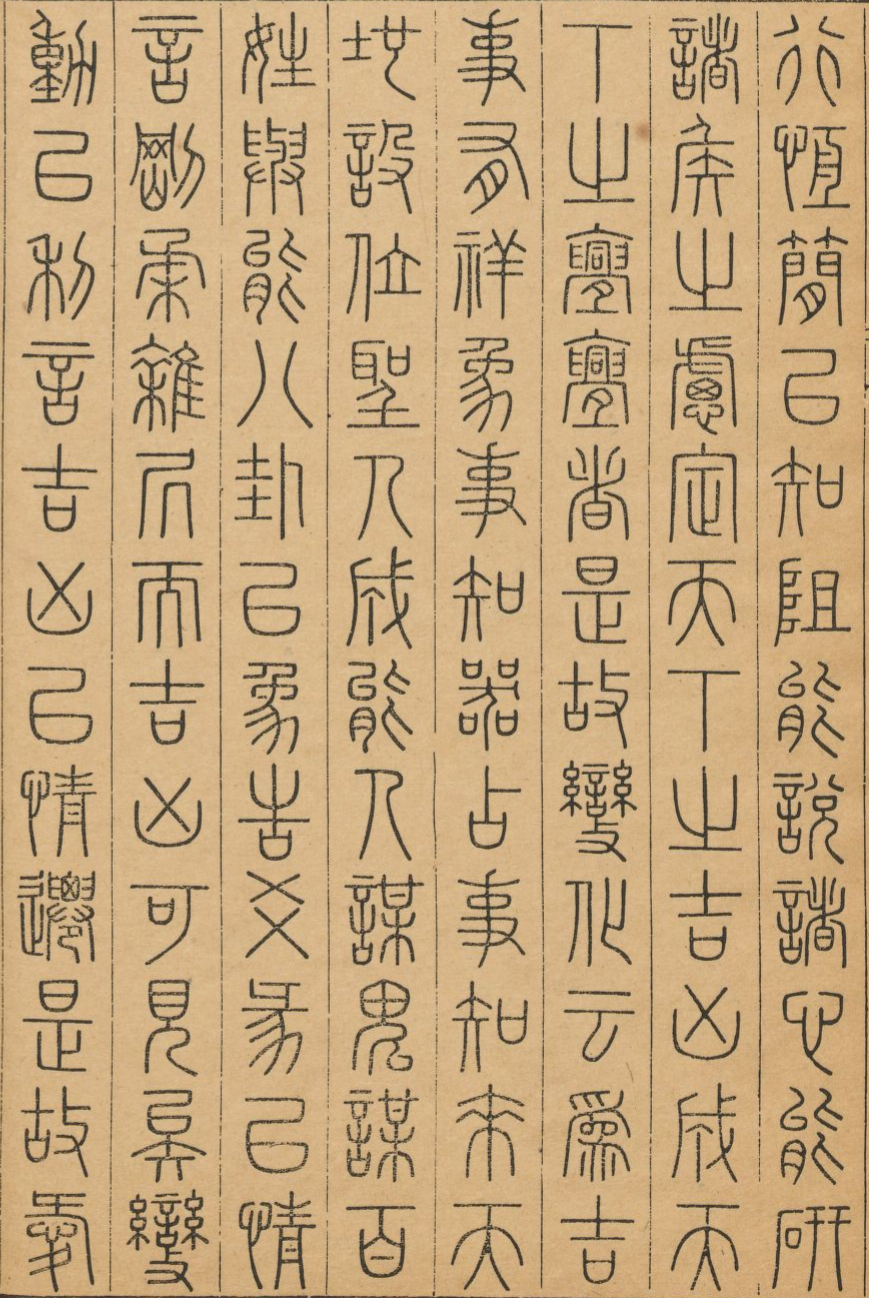 行恆簡以知阻能說諸心能研
諸侯之慮定天下之吉凶成天
下之亹亹者是故變化云為吉
事有祥象事知器占事知來天
地設位聖人成能人謀鬼謀百
姓與能八卦以象告爻彖以情
言剛柔雜居而吉凶可見矣變
動以利言吉凶以情遷是故愛